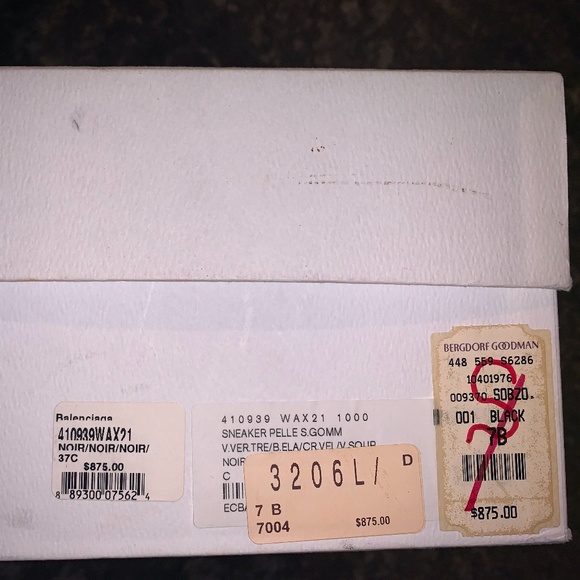 Balenciaga
410939WAX21
NOIR/NOIR/NOIR/
37C
$875.00
8 89300 07562 4
410939 WAX21 1000
SNEAKER PELLE S.GOMM
V.VER.TRE/B.ELA/CR.VEL/V.SOUP
NOIR
C
ECBA
3206L/ D
7 B
7004 $875.00
BERGDORF GOODMAN
448 559 S6286
10401976
009370 SOBZO.
001 BLACK
7B
$875.00